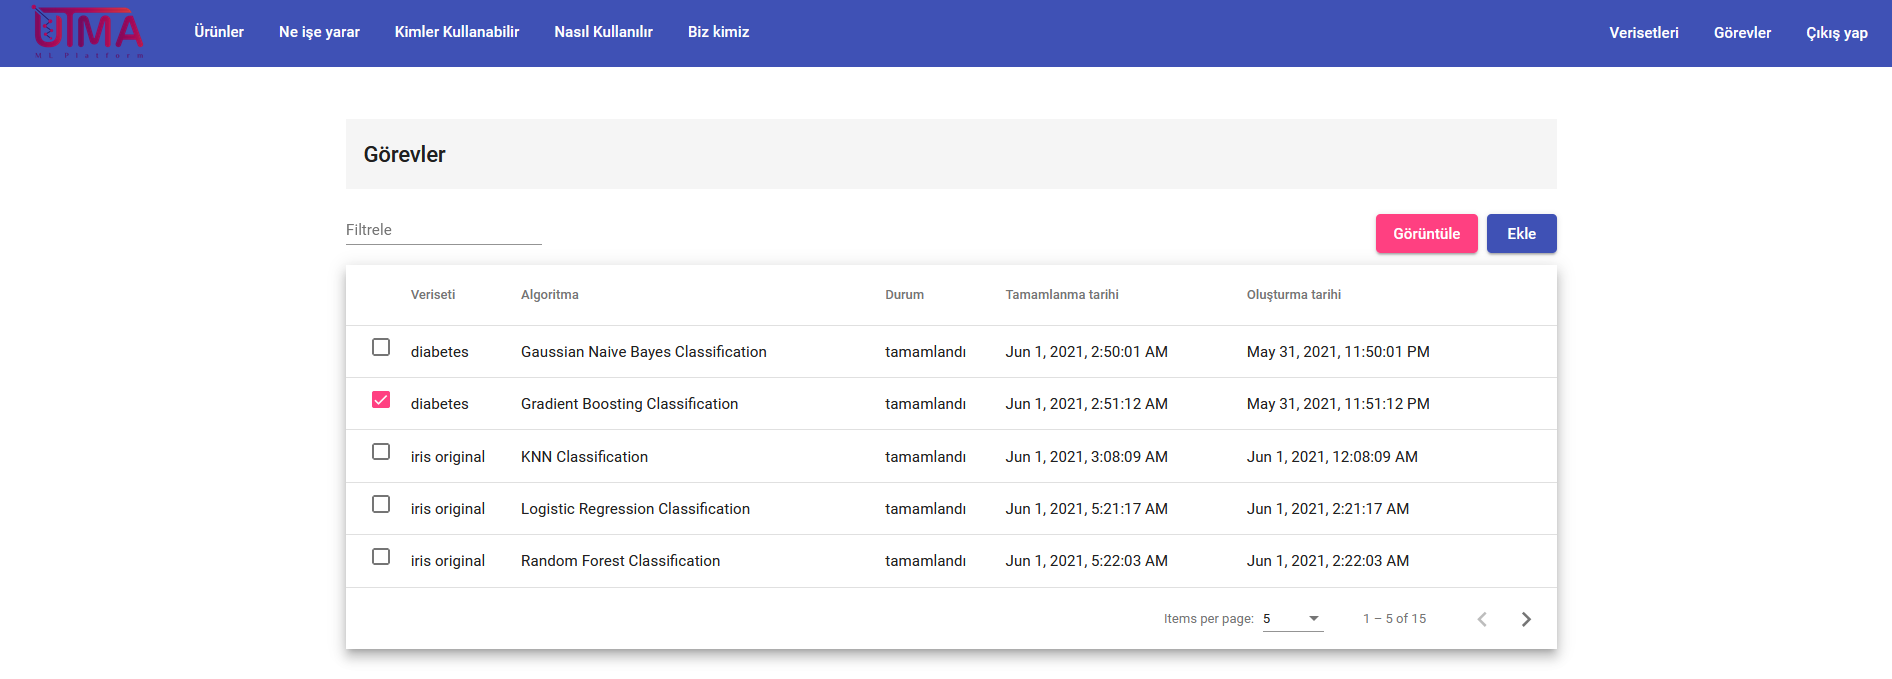 UTMA
ML Platform
Ürünler Ne işe yarar Kimler Kullanabilir Nasıl Kullanılır Biz kimiz Verisetleri Görevler Çıkış yap
Görevler
Filtrele Görüntüle Ekle
Veriseti Algoritma Durum Tamamlanma tarihi Oluşturma tarihi
diabetes Gaussian Naive Bayes Classification tamamlandı Jun 1, 2021, 2:50:01 AM May 31, 2021, 11:50:01 PM
diabetes Gradient Boosting Classification tamamlandı Jun 1, 2021, 2:51:12 AM May 31, 2021, 11:51:12 PM
iris original KNN Classification tamamlandı Jun 1, 2021, 3:08:09 AM Jun 1, 2021, 12:08:09 AM
iris original Logistic Regression Classification tamamlandı Jun 1, 2021, 5:21:17 AM Jun 1, 2021, 2:21:17 AM
iris original Random Forest Classification tamamlandı Jun 1, 2021, 5:22:03 AM Jun 1, 2021, 2:22:03 AM
Items per page: 5 1 – 5 of 15